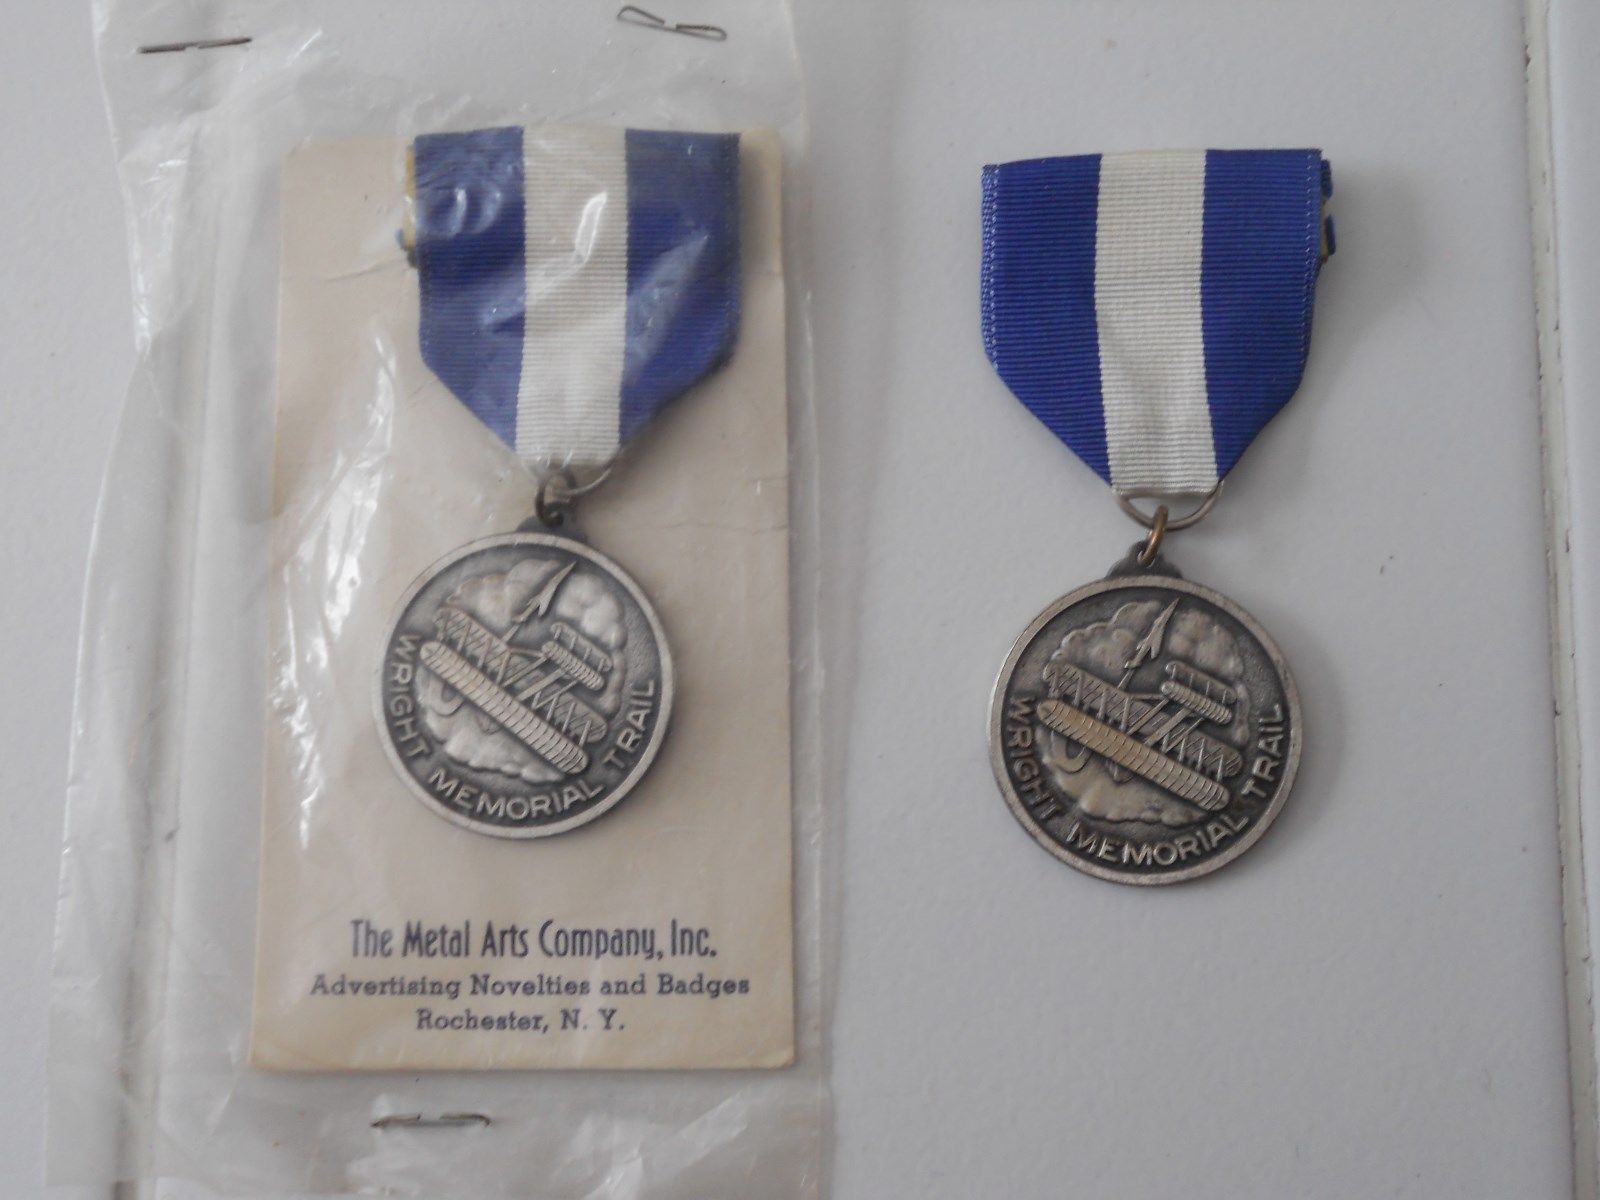 WRIGHT MEMORIAL TRAIL
The Metal Arts Company, Inc.
Advertising Novelties and Badges
Rochester, N. Y.
WRIGHT MEMORIAL TRAIL